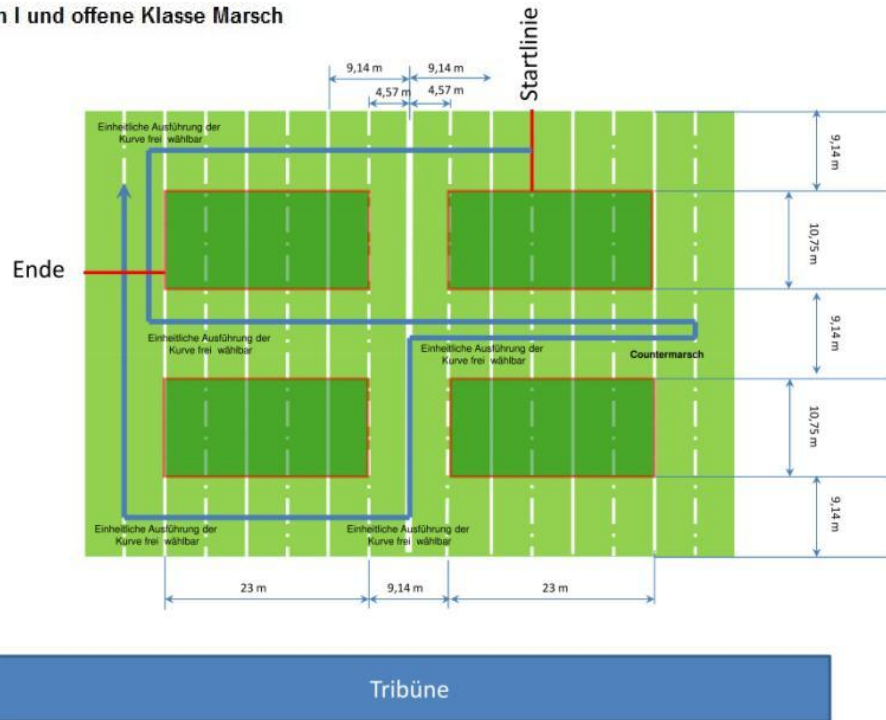 n I und offene Klasse Marsch
Startlinie
9,14 m
9,14 m
4,57 m
4,57 m
Einheitliche Ausführung der
Kurve frei wählbar
9,14 m
10,75 m
Ende
9,14 m
Einheitliche Ausführung der
Kurve frei wählbar
Einheitliche Ausführung der
Kurve frei wählbar
Countermarsch
10,75 m
9,14 m
Einheitliche Ausführung der
Kurve frei wählbar
Einheitliche Ausführung der
Kurve frei wählbar
23 m
9,14 m
23 m
Tribüne